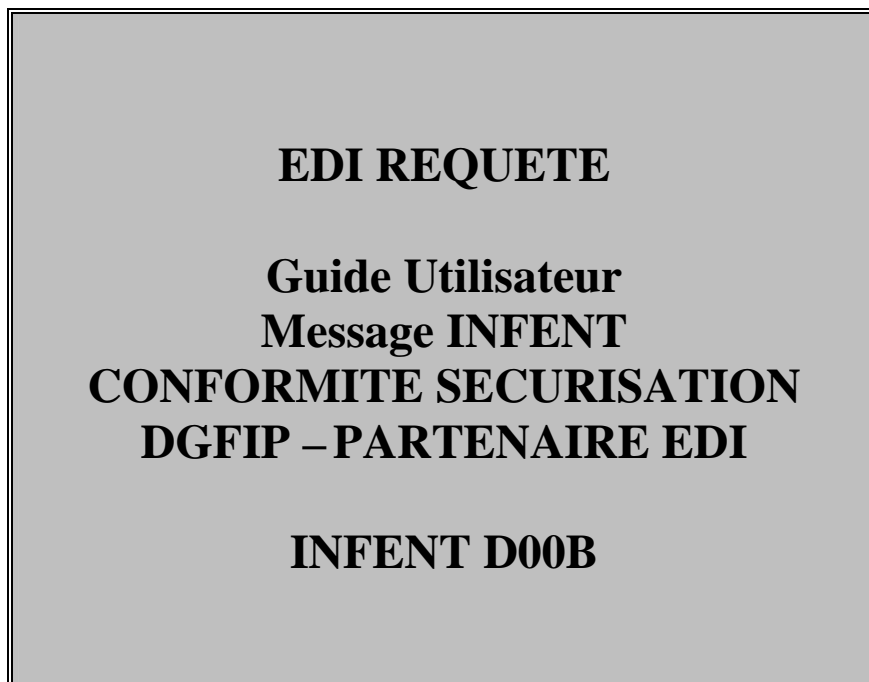 EDI REQUETE
Guide Utilisateur
Message INFENT
CONFORMITE SECURISATION
DGFIP – PARTENAIRE EDI
INFENT D00B